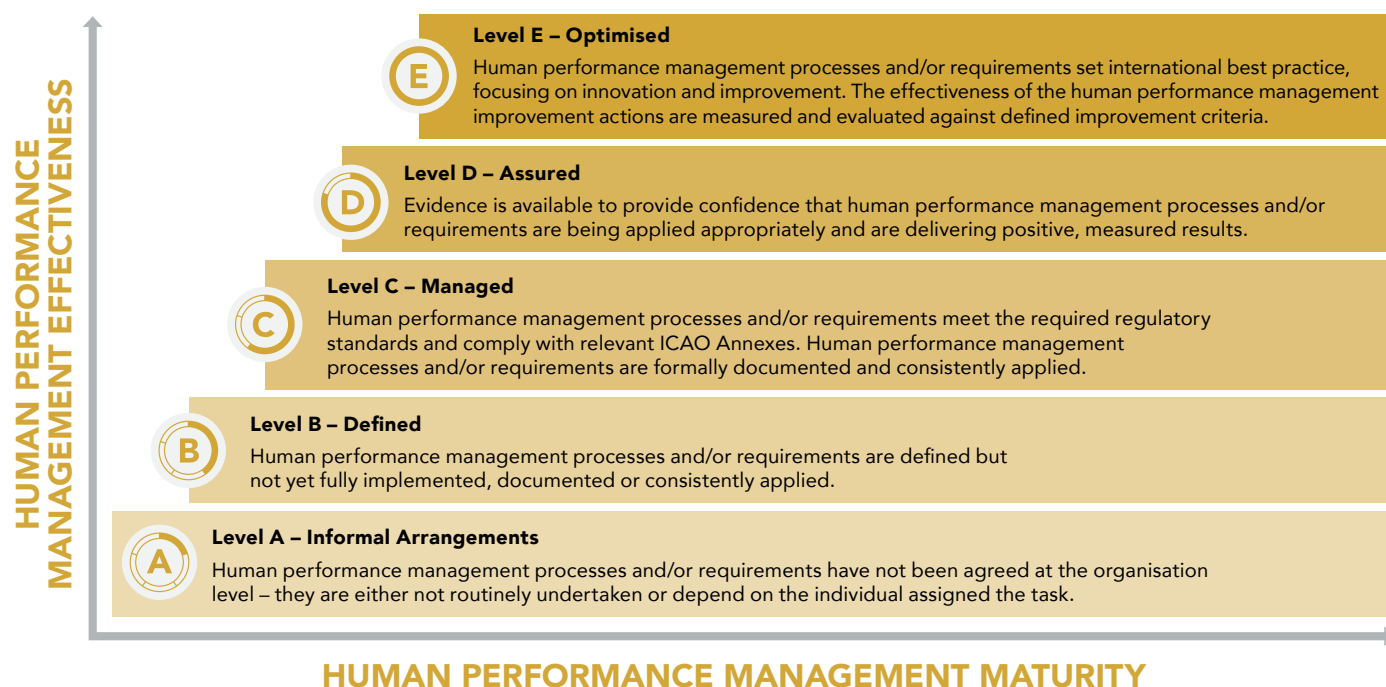 HUMAN PERFORMANCE
MANAGEMENT EFFECTIVENESS
E
Level E – Optimised
Human performance management processes and/or requirements set international best practice,
focusing on innovation and improvement. The effectiveness of the human performance management
improvement actions are measured and evaluated against defined improvement criteria.
D
Level D – Assured
Evidence is available to provide confidence that human performance management processes and/or
requirements are being applied appropriately and are delivering positive, measured results.
C
Level C – Managed
Human performance management processes and/or requirements meet the required regulatory
standards and comply with relevant ICAO Annexes. Human performance management
processes and/or requirements are formally documented and consistently applied.
B
Level B – Defined
Human performance management processes and/or requirements are defined but
not yet fully implemented, documented or consistently applied.
A
Level A – Informal Arrangements
Human performance management processes and/or requirements have not been agreed at the organisation
level – they are either not routinely undertaken or depend on the individual assigned the task.
HUMAN PERFORMANCE MANAGEMENT MATURITY